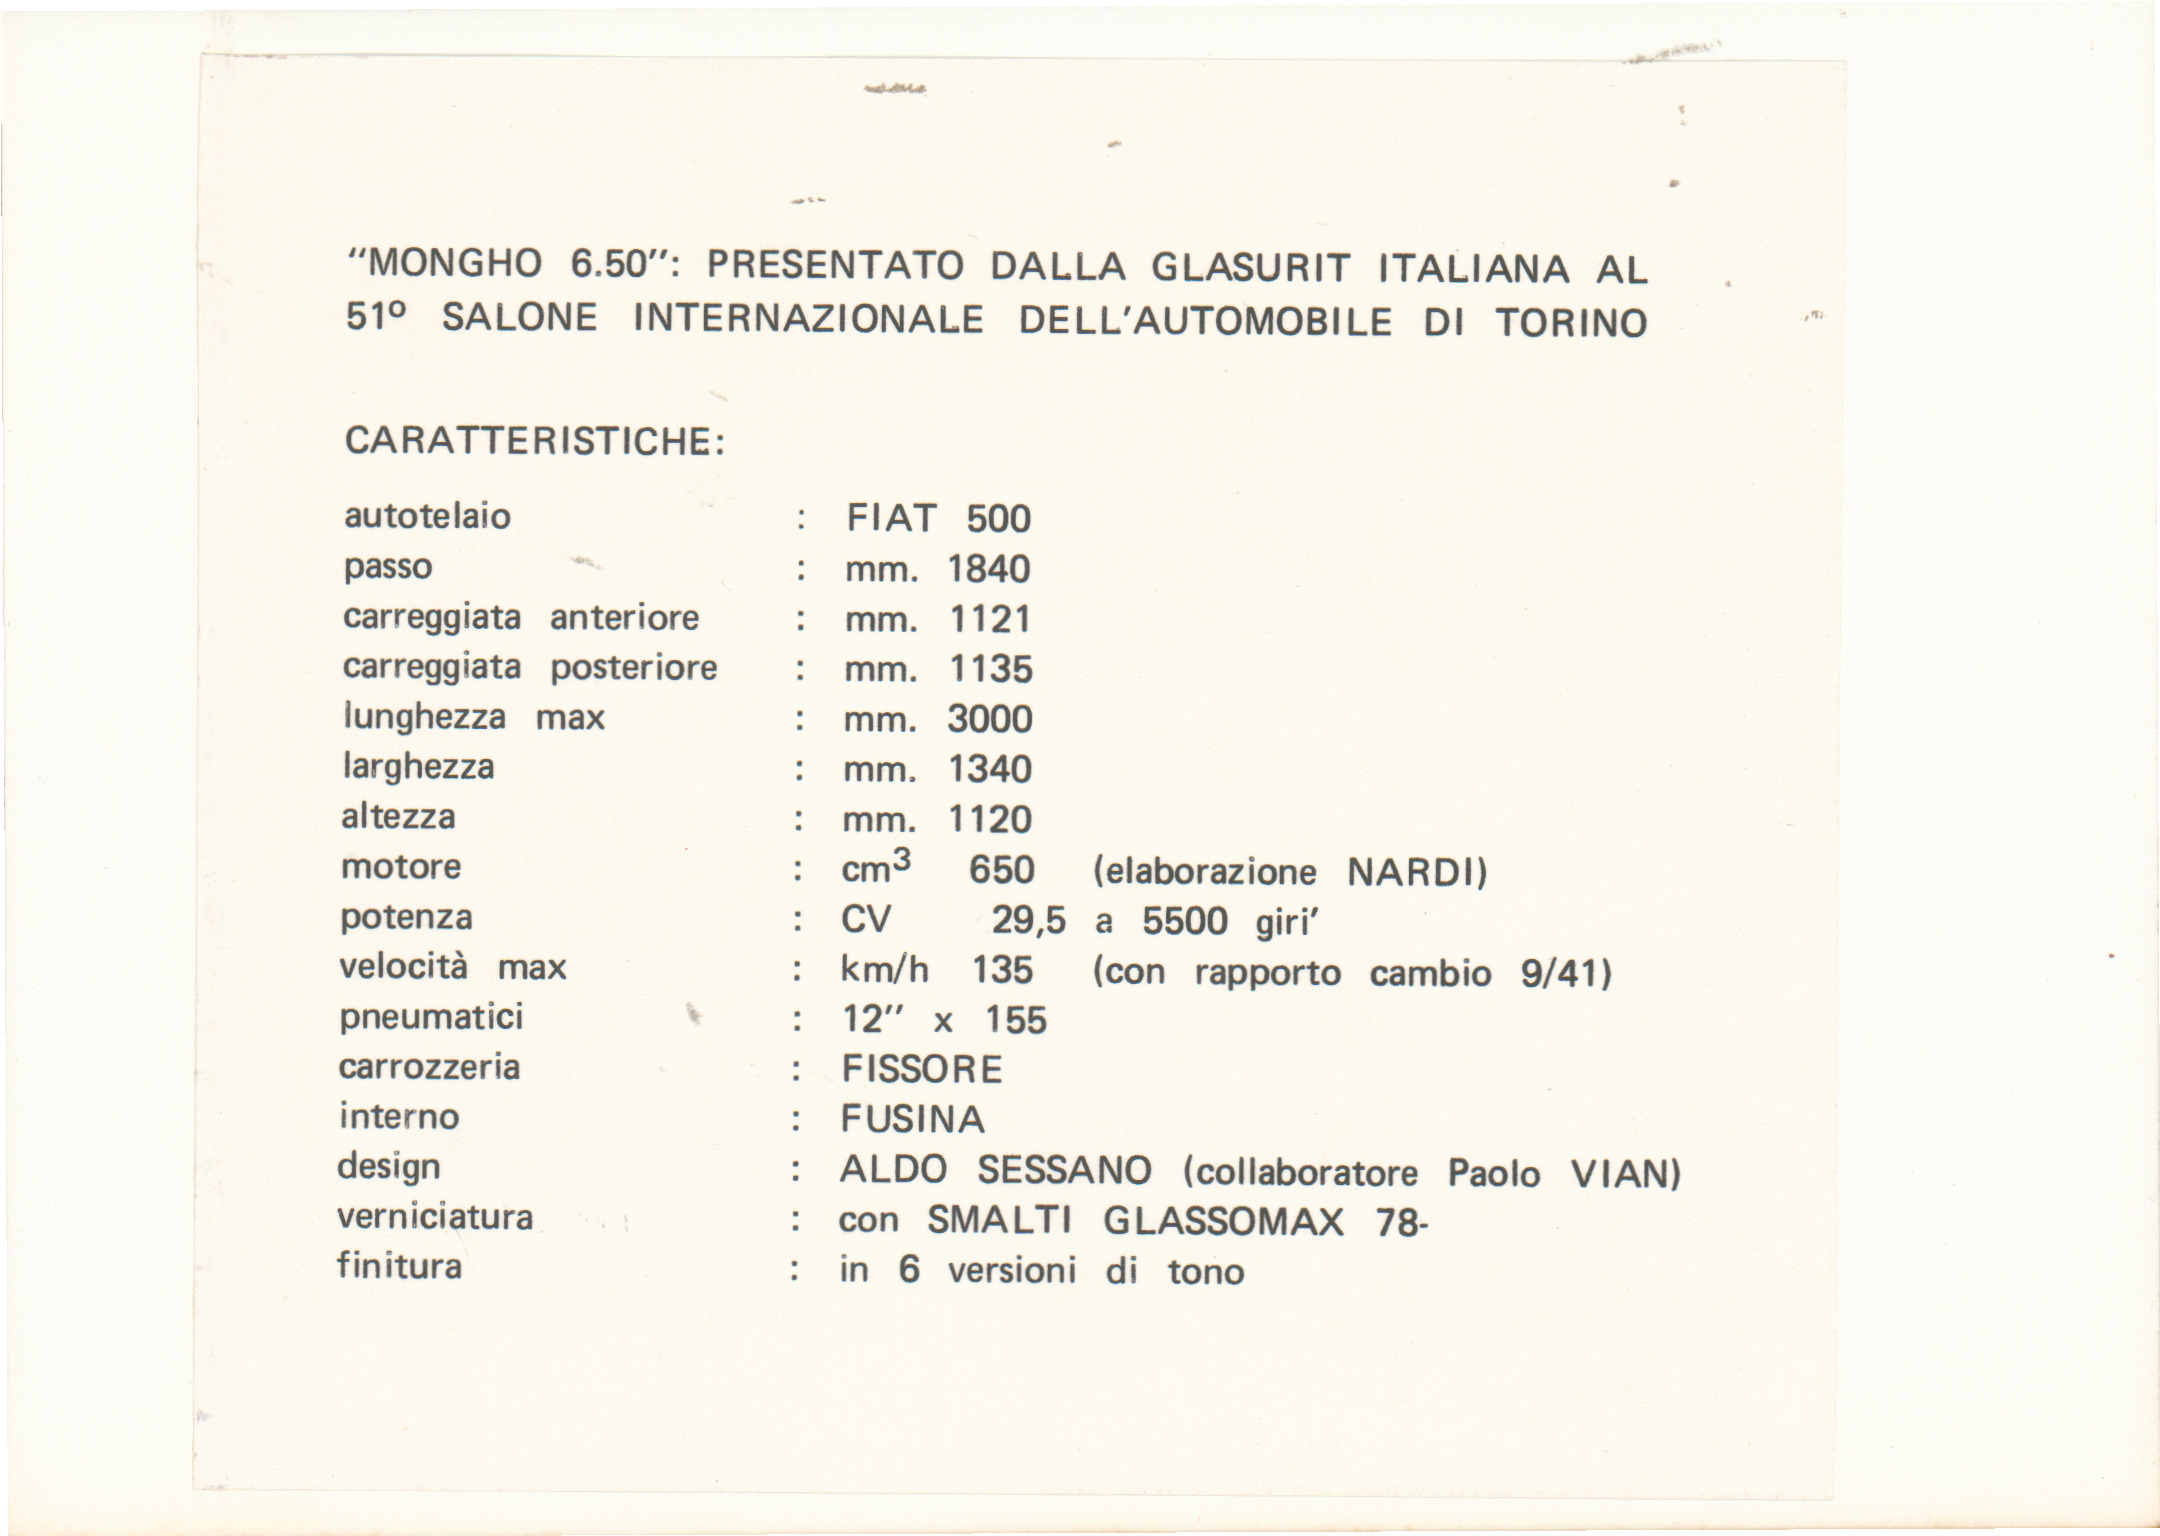 “MONGHO 6.50”: PRESENTATO DALLA GLASURIT ITALIANA AL
51º SALONE INTERNAZIONALE DELL’AUTOMOBILE DI TORINO
CARATTERISTICHE:
autotelaio : FIAT 500
passo : mm. 1840
carreggiata anteriore : mm. 1121
carreggiata posteriore : mm. 1135
lunghezza max : mm. 3000
larghezza : mm. 1340
altezza : mm. 1120
motore : cm³ 650 (elaborazione NARDI)
potenza : CV 29,5 a 5500 giri’
velocità max : km/h 135 (con rapporto cambio 9/41)
pneumatici : 12” x 155
carrozzeria : FISSORE
interno : FUSINA
design : ALDO SESSANO (collaboratore Paolo VIAN)
verniciatura : con SMALTI GLASSOMAX 78-
finitura : in 6 versioni di tono